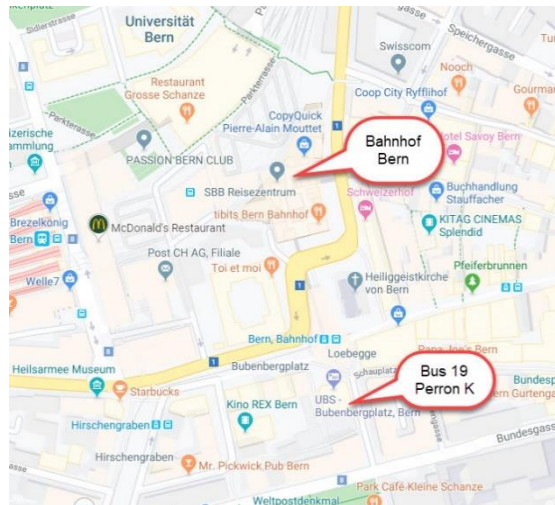 Universität
Bern
Sidlerstrasse
Speichergasse
Swisscom
Restaurant
Grosse Schanze
Nooch
Coop City Ryfflihof
Parkterrasse
CopyQuick
Pierre-Alain Mouttet
Bahnhof
Bern
Parkterrasse
PASSION BERN CLUB
Hotel Savoy Bern
SBB Reisezentrum
Schweizerhof
Buchhandlung
Stauffacher
Brezelkönig
Bern
McDonald's Restaurant
tibits Bern Bahnhof
KITAG CINEMAS
Splendid
Post CH AG, Filiale
Toi et moi
Welle7
Heiliggeistkirche
von Bern
Pfeiferbrunnen
1
1
1
Bern, Bahnhof
Loebegge
Heilsarmee Museum
Bubenbergplatz
Bus 19
Perron K
Starbucks
UBS -
Bubenbergplatz, Bern
Kino REX Bern
Hirschengraben
Bundesgasse
Hirschengraben
Mr. Pickwick Pub Bern
Park Café Kleine Schanze
Weltpostdenkmal